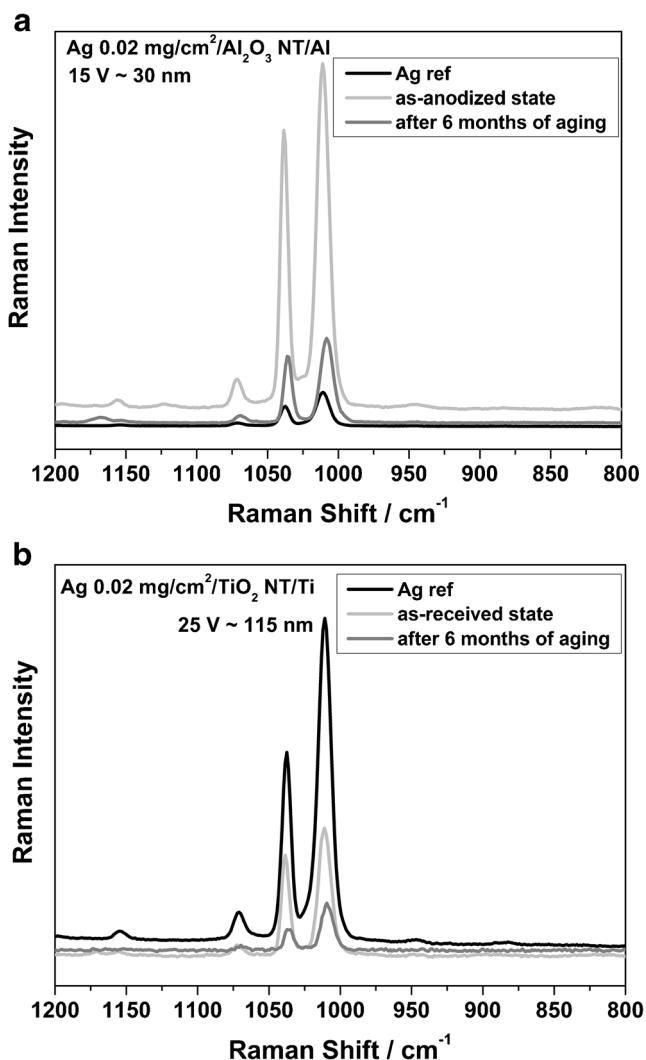 a
Ag 0.02 mg/cm²/Al₂O₃ NT/Al
15 V ~ 30 nm
Ag ref
as-anodized state
after 6 months of aging
Raman Intensity
1200 1150 1100 1050 1000 950 900 850 800
Raman Shift / cm⁻¹
b
Ag 0.02 mg/cm²/TiO₂ NT/Ti
25 V ~ 115 nm
Ag ref
as-received state
after 6 months of aging
Raman Intensity
1200 1150 1100 1050 1000 950 900 850 800
Raman Shift / cm⁻¹